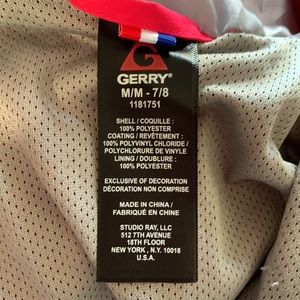 GERRY®
M/M - 7/8
1181751
SHELL / COQUILLE :
100% POLYESTER
COATING / REVÊTEMENT :
100% POLYVINYL CHLORIDE /
POLYCHLORURE DE VINYLE
LINING / DOUBLURE :
100% POLYESTER
EXCLUSIVE OF DECORATION
DÉCORATION NON COMPRISE
MADE IN CHINA /
FABRIQUÉ EN CHINE
STUDIO RAY, LLC
512 7TH AVENUE
18TH FLOOR
NEW YORK , N.Y. 10018
U.S.A.